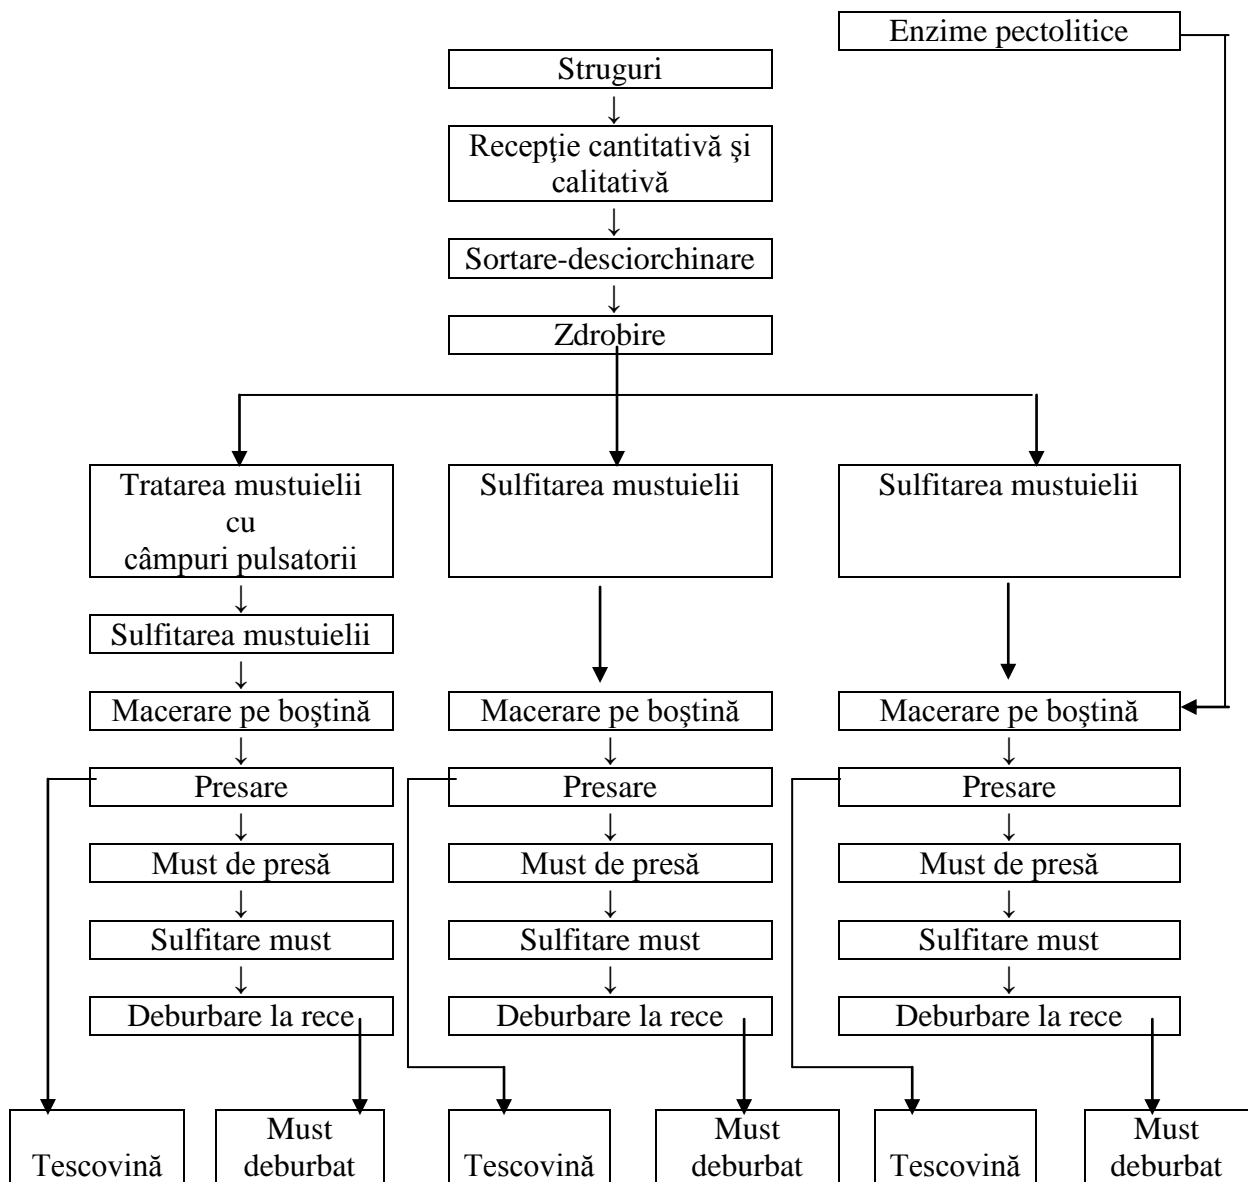 Enzime pectolitice
Struguri
↓
Recepţie cantitativă şi
calitativă
↓
Sortare-desciorchinare
↓
Zdrobire
Tratarea mustuielii
cu
câmpuri pulsatorii
Sulfitarea mustuielii
Sulfitarea mustuielii
↓
Sulfitarea mustuielii
↓
Macerare pe boştină
Macerare pe boştină
Macerare pe boştină
↓ ↓ ↓
Presare
Presare
Presare
↓ ↓ ↓
Must de presă
Must de presă
Must de presă
↓ ↓ ↓
Sulfitare must
Sulfitare must
Sulfitare must
↓ ↓ ↓
Deburbare la rece
Deburbare la rece
Deburbare la rece
Tescovină
Must
deburbat
Tescovină
Must
deburbat
Tescovină
Must
deburbat